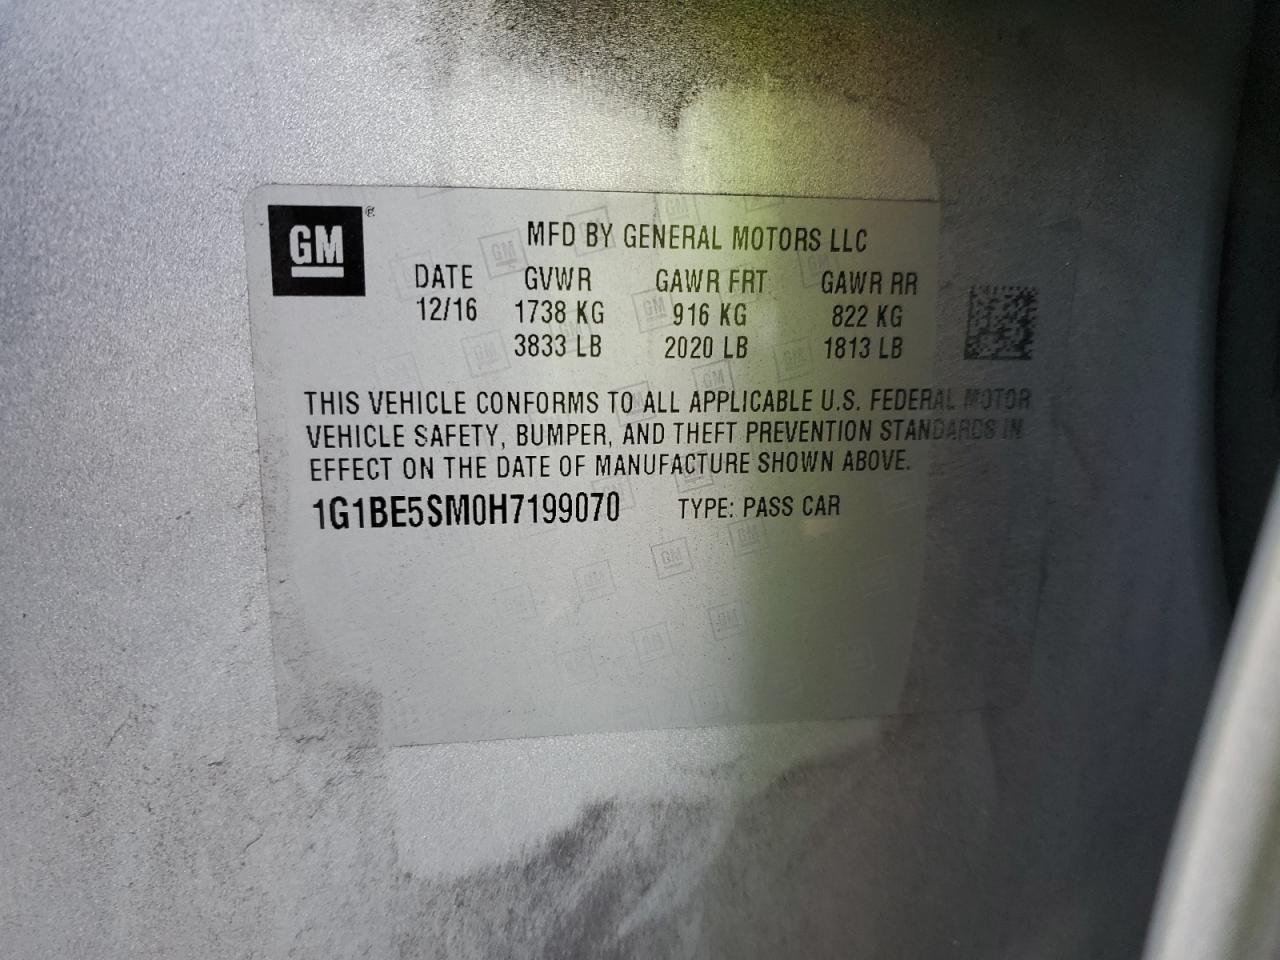 GM ®
MFD BY GENERAL MOTORS LLC
DATE GVWR GAWR FRT GAWR RR
12/16 1738 KG 916 KG 822 KG
3833 LB 2020 LB 1813 LB
THIS VEHICLE CONFORMS TO ALL APPLICABLE U.S. FEDERAL MOTOR
VEHICLE SAFETY, BUMPER, AND THEFT PREVENTION STANDARDS IN
EFFECT ON THE DATE OF MANUFACTURE SHOWN ABOVE.
1G1BE5SM0H7199070 TYPE: PASS CAR